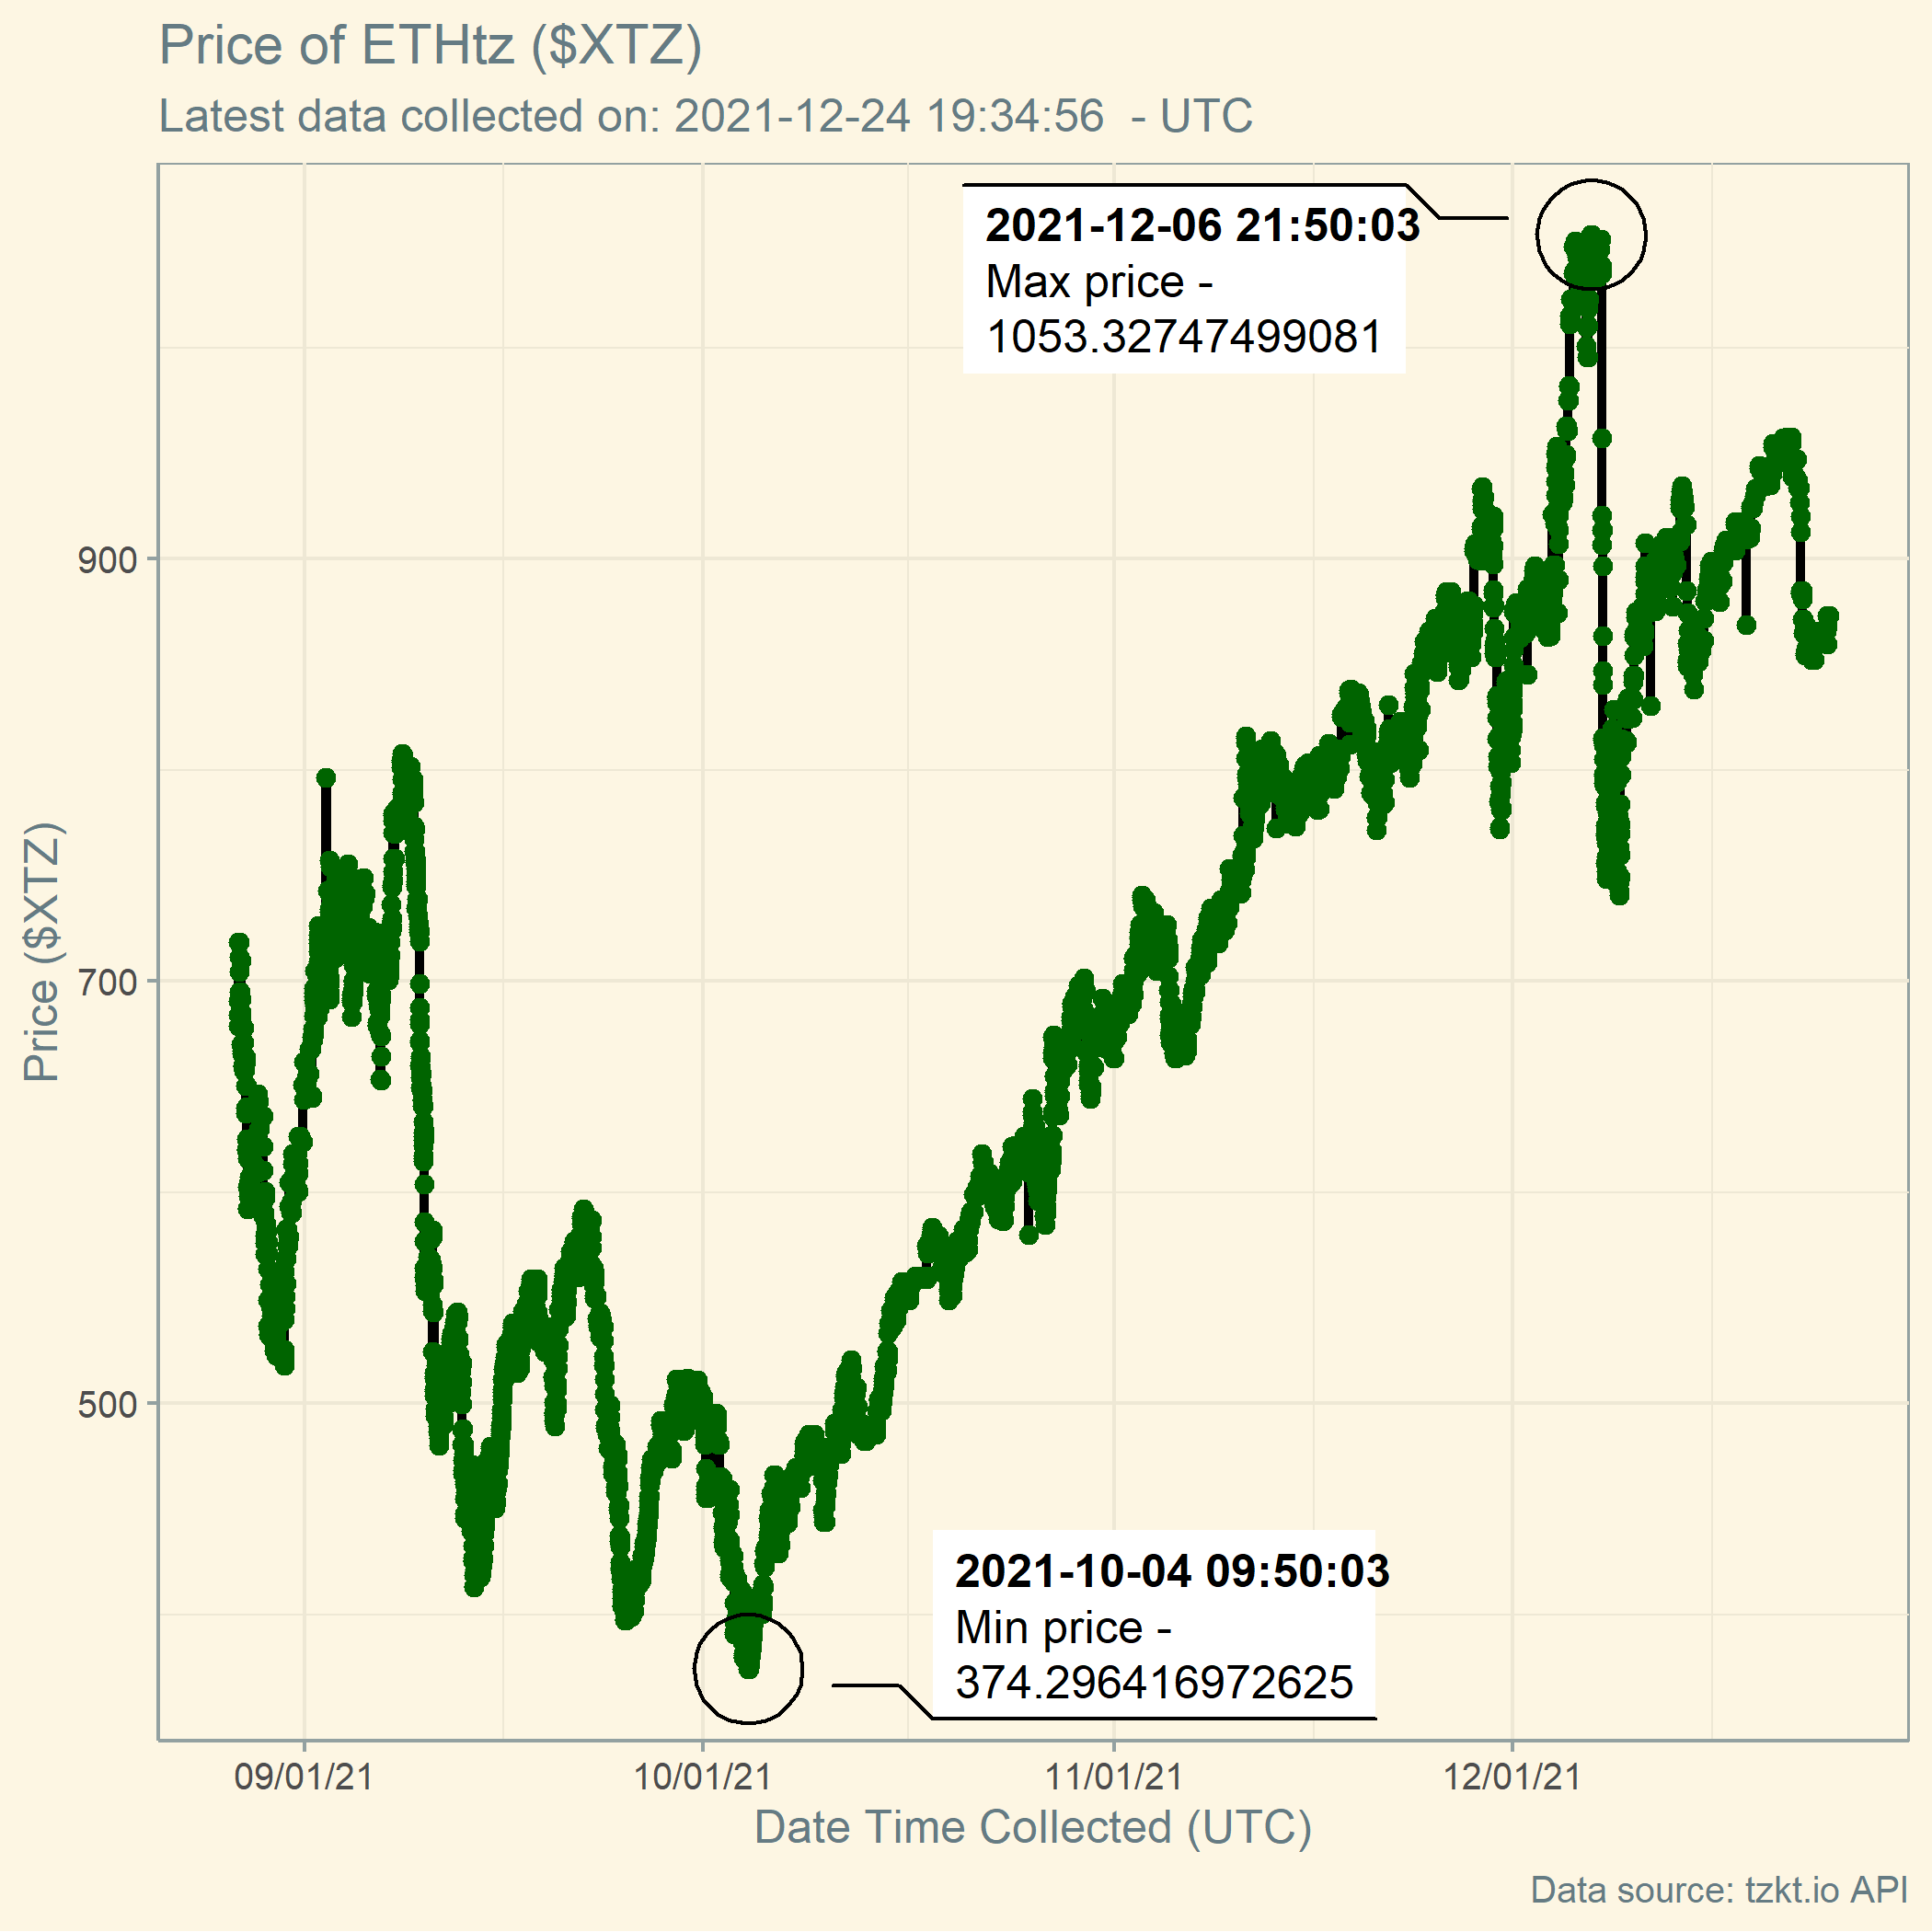 Price of ETHtz ($XTZ)
Latest data collected on: 2021-12-24 19:34:56  - UTC
2021-12-06 21:50:03
Max price -
1053.32747499081
900
700
500
Price ($XTZ)
2021-10-04 09:50:03
Min price -
374.296416972625
09/01/21
10/01/21
11/01/21
12/01/21
Date Time Collected (UTC)
Data source: tzkt.io API